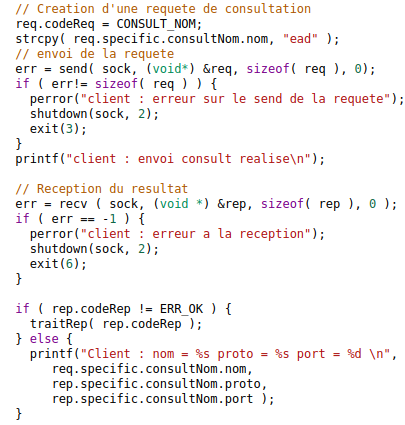 // Creation d'une requete de consultation
req.codeReq = CONSULT_NOM;
strcpy( req.specific.consultNom.nom, "ead" );
// envoi de la requete
err = send( sock, (void*) &req, sizeof( req ), 0);
if ( err!= sizeof( req ) ) {
  perror("client : erreur sur le send de la requete");
  shutdown(sock, 2);
  exit(3);
}
printf("client : envoi consult realise\n");

// Reception du resultat
err = recv ( sock, (void *) &rep, sizeof( rep ), 0 );
if ( err == -1 ) {
  perror("client : erreur a la reception");
  shutdown(sock, 2);
  exit(6);
}

if ( rep.codeRep != ERR_OK ) {
  traitRep( rep.codeRep );
} else {
  printf("Client : nom = %s proto = %s port = %d \n",
     req.specific.consultNom.nom,
     rep.specific.consultNom.proto,
     rep.specific.consultNom.port );
}